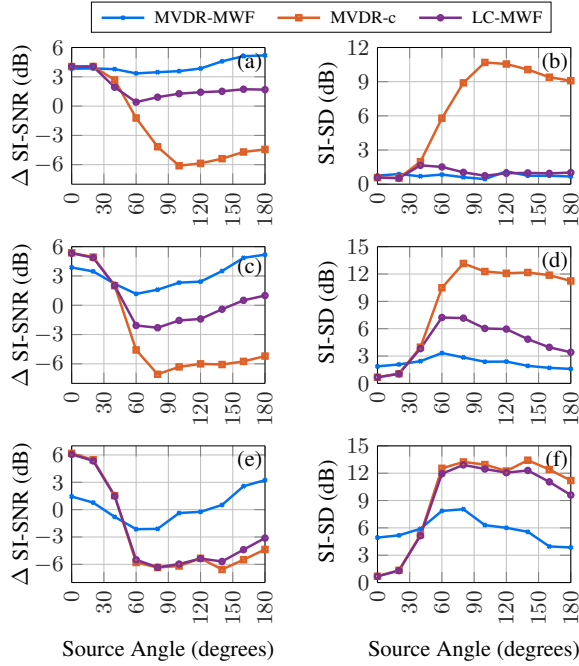 MVDR-MWF MVDR-c LC-MWF
6
3
0
−3
−6
Δ SI-SNR (dB)
(a)
0 30 60 90 120 150 180
12
9
6
3
0
SI-SD (dB)
(b)
0 30 60 90 120 150 180
6
3
0
−3
−6
Δ SI-SNR (dB)
(c)
0 30 60 90 120 150 180
15
12
9
6
3
0
SI-SD (dB)
(d)
0 30 60 90 120 150 180
6
3
0
−3
−6
Δ SI-SNR (dB)
(e)
0 30 60 90 120 150 180
Source Angle (degrees)
15
12
9
6
3
0
SI-SD (dB)
(f)
0 30 60 90 120 150 180
Source Angle (degrees)